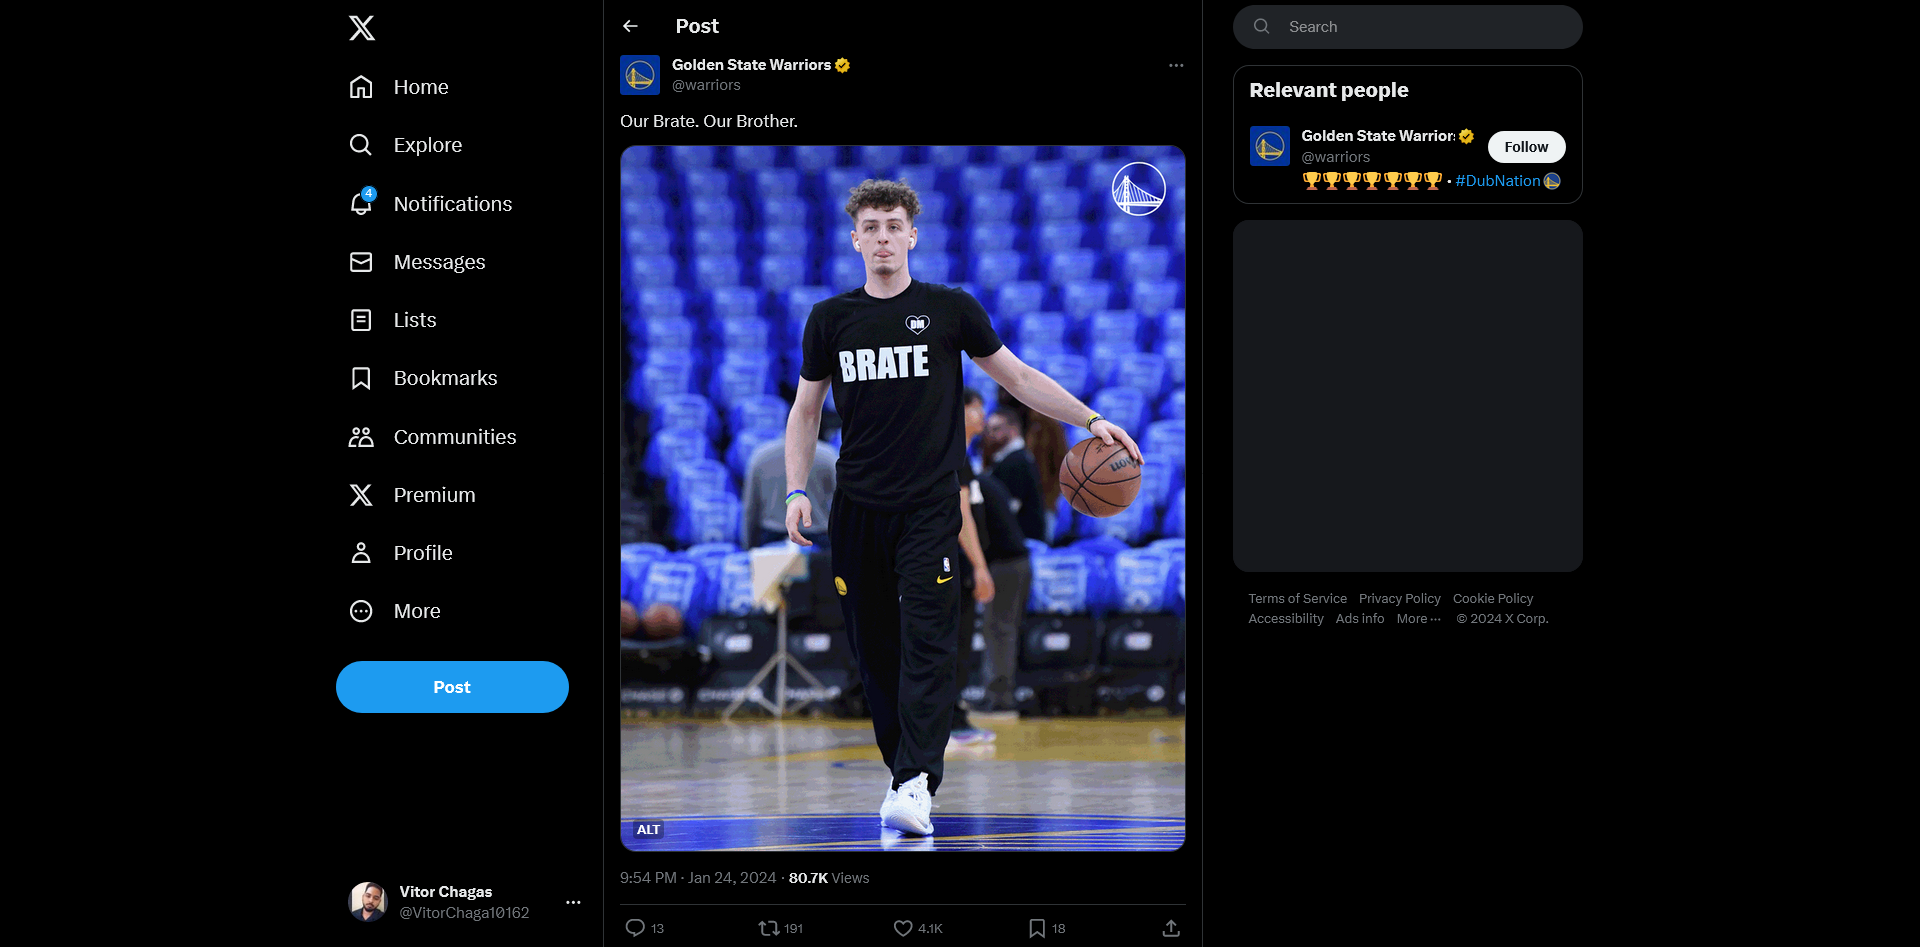 Home
Explore
4
Notifications
Messages
Lists
Bookmarks
Communities
Premium
Profile
More
Post
Vitor Chagas
@VitorChaga10162
Post
Golden State Warriors
@warriors
Our Brate. Our Brother.
DM
BRATE
ALT
9:54 PM · Jan 24, 2024 · 80.7K Views
13 191 4.1K 18
Search
Relevant people
Golden State Warriors
@warriors
Follow
• #DubNation
Terms of Service Privacy Policy Cookie Policy
Accessibility Ads info More ··· © 2024 X Corp.